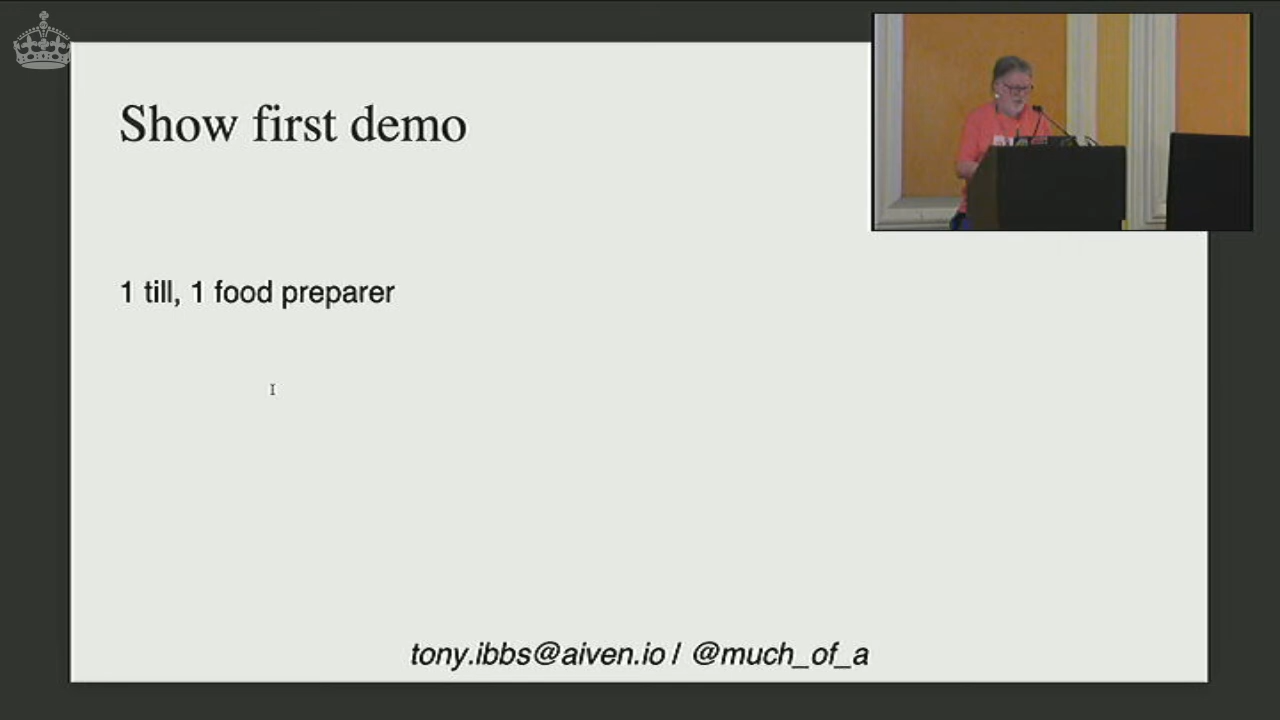 Show first demo
1 till, 1 food preparer
tony.ibbs@aiven.io / @much_of_a